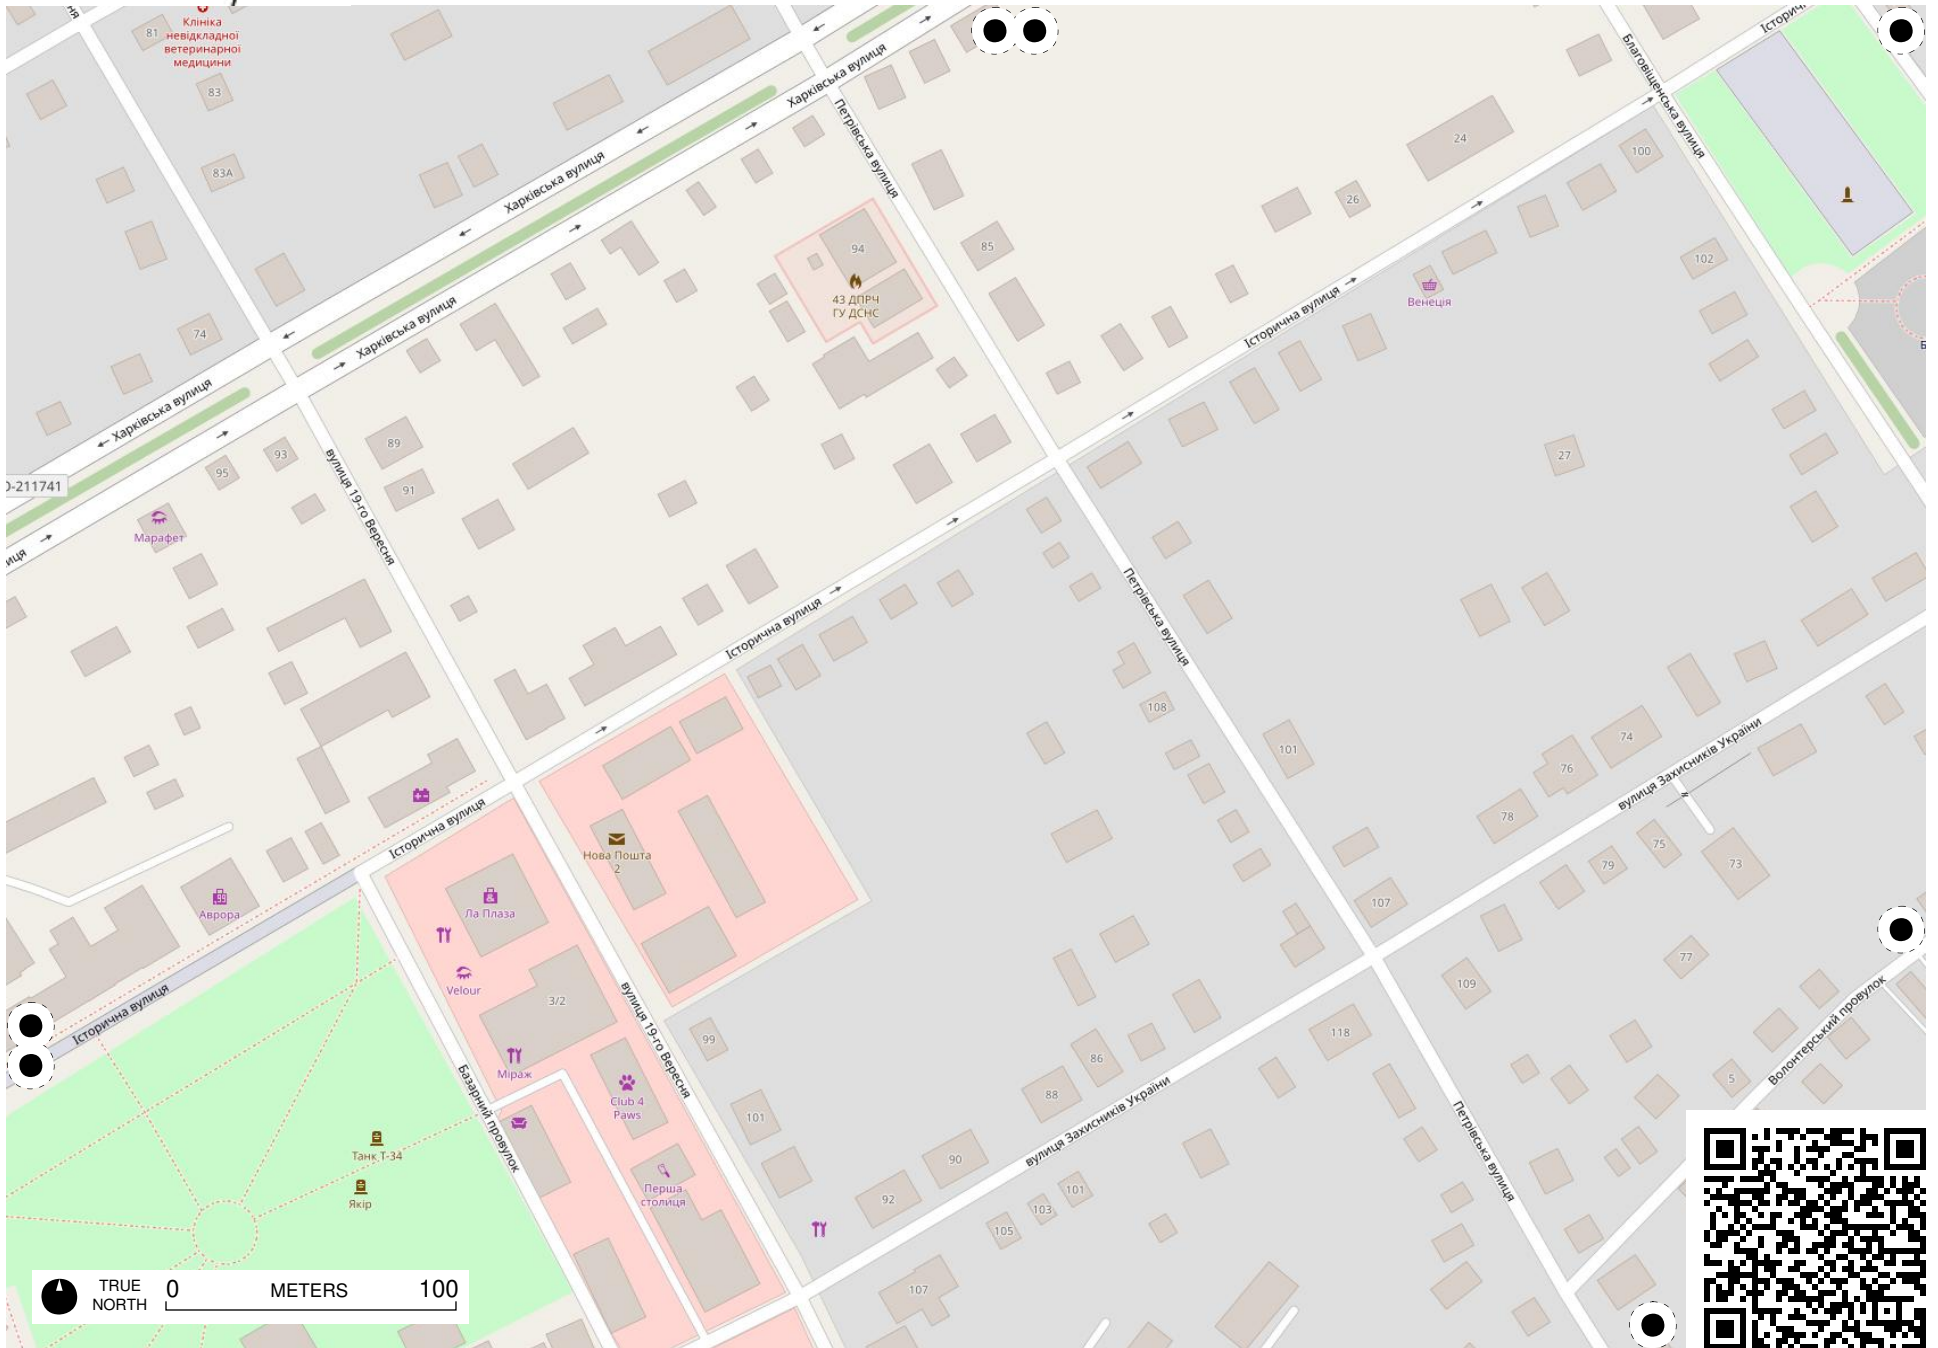 81
Клініка
невідкладної
ветеринарної
медицини
83
83А
74
Харківська вулиця
Харківська вулиця
Харківська вулиця
Харківська вулиця
Петрівська вулиця
Благовіщенська вулиця
24
26
100
102
85
94
43 ДПРЧ
ГУ ДСНС
Венеція
Історична вулиця
89
91
93
95
Марафет
вулиця 19-го Вересня
27
Історична вулиця
Петрівська вулиця
108
101
74
76
78
вулиця Захисників України
75
79
73
Історична вулиця
Нова Пошта
2
Ла Плаза
Аврора
Velour
3/2
107
77
109
118
Історична вулиця
вулиця 19-го Вересня
99
Міраж
Club 4
Paws
86
88
101
5
Волонтерський провулок
Базарний провулок
вулиця Захисників України
Петрівська вулиця
Танк Т-34
Якір
90
92
101
103
105
Перша
столиця
107
TRUE
NORTH
0 METERS 100